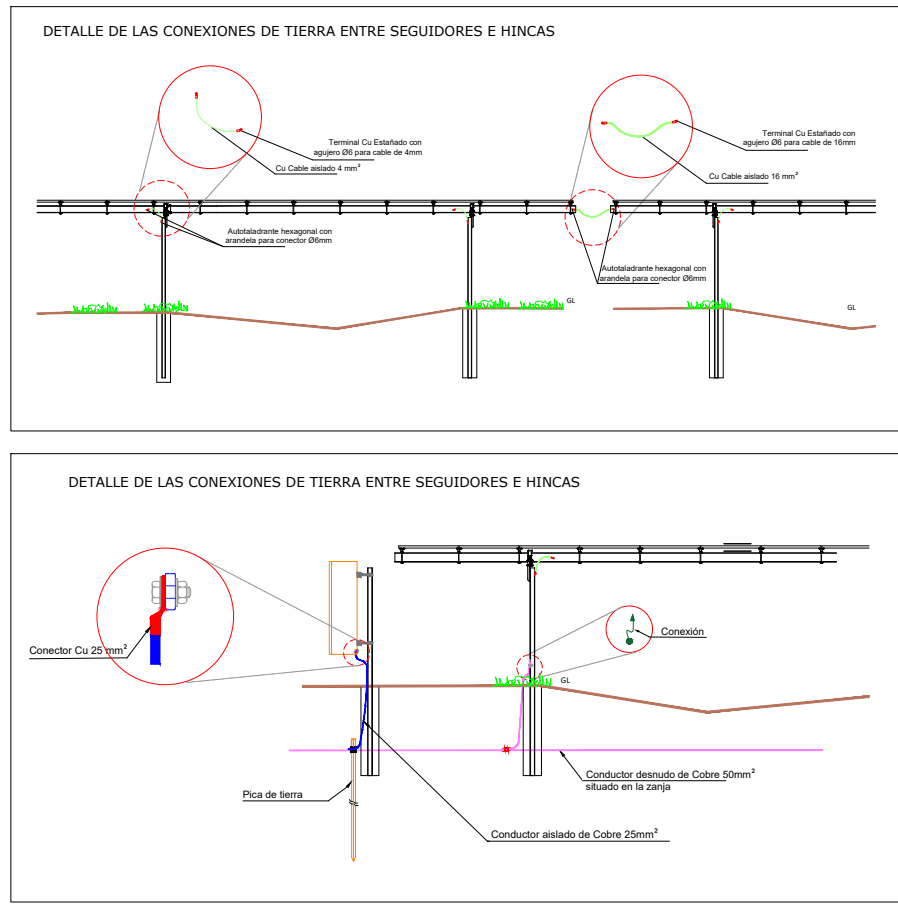 DETALLE DE LAS CONEXIONES DE TIERRA ENTRE SEGUIDORES E HINCAS
Terminal Cu Estañado con
agujero Ø6 para cable de 4mm
Cu Cable aislado 4 mm²
Terminal Cu Estañado con
agujero Ø6 para cable de 16mm
Cu Cable aislado 16 mm²
Autotaladrante hexagonal con
arandela para conector Ø6mm
Autotaladrante hexagonal con
arandela para conector Ø6mm
GL
GL
DETALLE DE LAS CONEXIONES DE TIERRA ENTRE SEGUIDORES E HINCAS
Conector Cu 25 mm²
Conexión
GL
Conductor desnudo de Cobre 50mm²
situado en la zanja
Pica de tierra
Conductor aislado de Cobre 25mm²